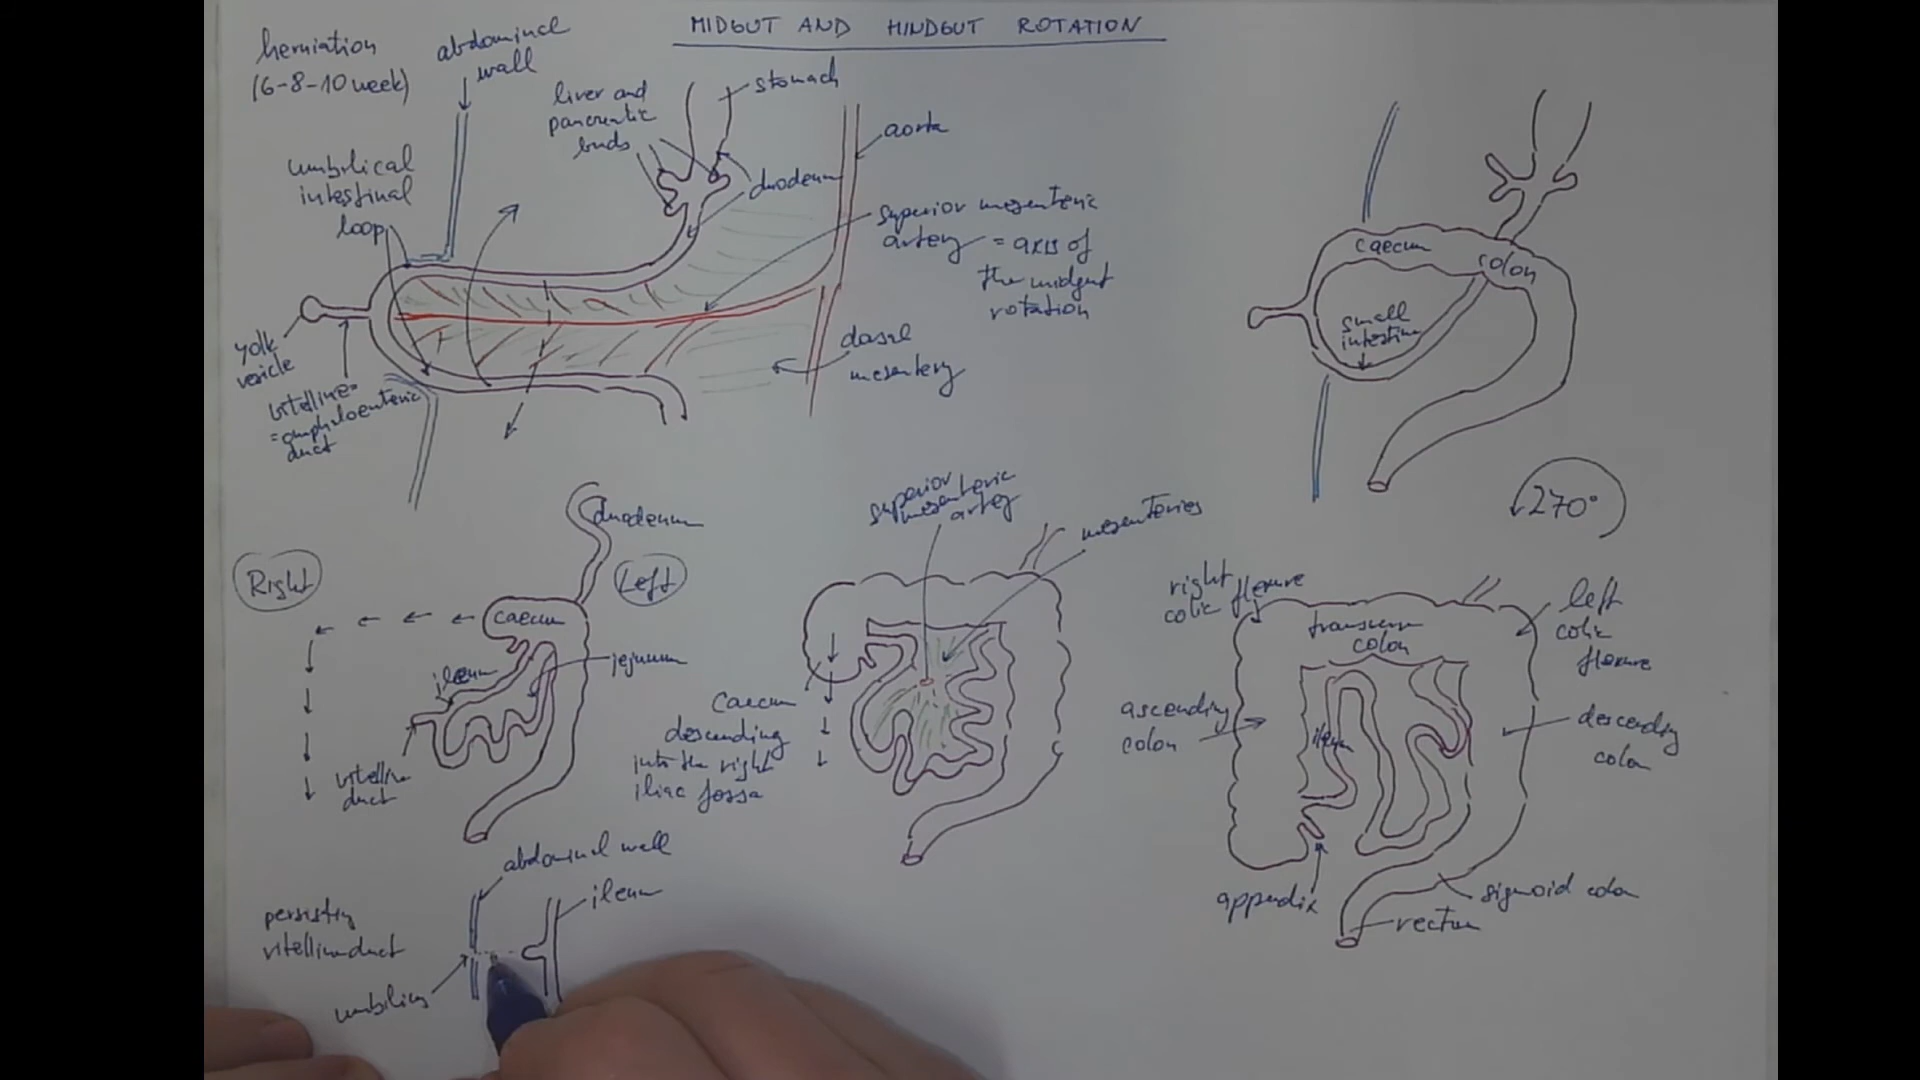 MIDGUT AND HINDGUT ROTATION
herniation
(6-8-10 week)
abdominal
wall
liver and
pancreatic
buds
stomach
aorta
umbilical
intestinal
loop
duodenum
superior mesenteric
artery = axis of
the midgut
rotation
yolk
vesicle
vitelline=
=omphaloenteric
duct
dasal
mesentery
caecum
colon
small
intestine
270°
Right
Left
duodenum
caecum
ileum
jejunum
vitelline
duct
superior
mesenteric
artery
mesenteries
caecum
descending
into the right
iliac fossa
right
colic flexure
transverse
colon
left
colic
flexure
ascending
colon
ileum
descending
colon
appendix
sigmoid colon
rectum
abdominal wall
ileum
persisting
vitellin duct
umbilicus